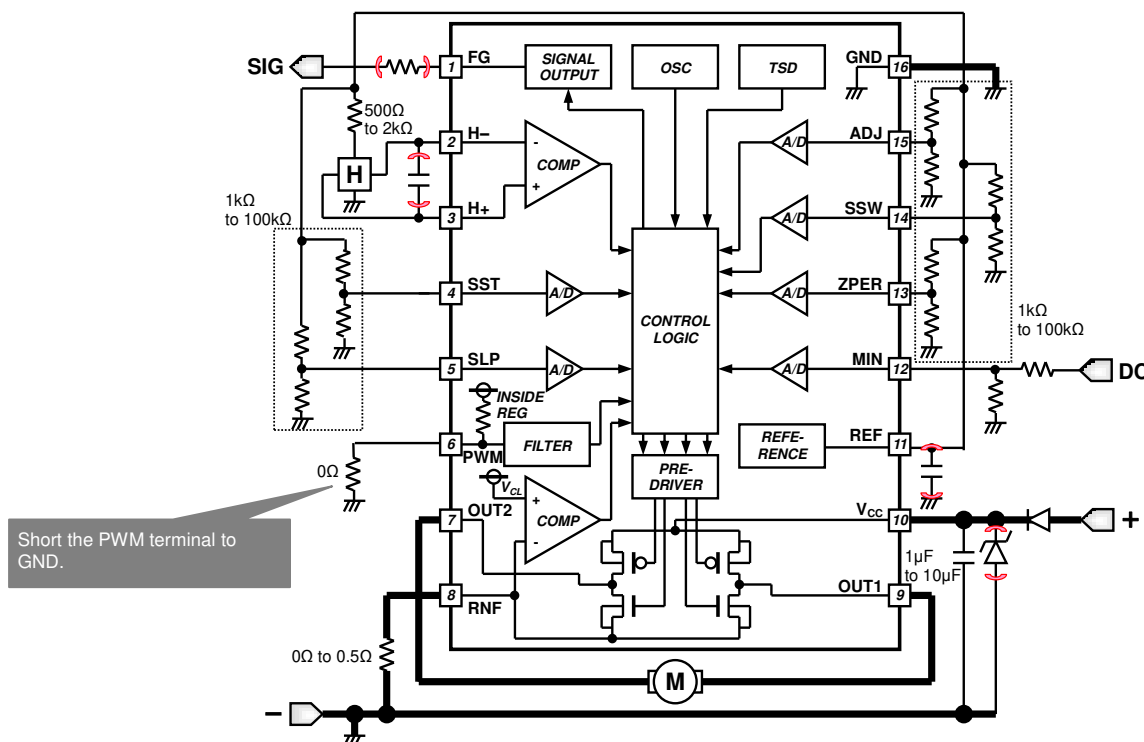 SIG
1
FG
SIGNAL
OUTPUT
OSC
TSD
GND
16
500Ω
to 2kΩ
H
2
H–
-
COMP
+
3
H+
A/D
ADJ
15
1kΩ
to 100kΩ
A/D
SSW
14
4
SST
A/D
CONTROL
LOGIC
A/D
ZPER
13
1kΩ
to 100kΩ
5
SLP
A/D
A/D
MIN
12
DC
INSIDE
REG
6
PWM
FILTER
REFE-
RENCE
REF
11
0Ω
Short the PWM terminal to
GND.
VCL
+
COMP
-
PRE-
DRIVER
7
OUT2
VCC
10
+
1µF
to 10µF
8
RNF
OUT1
9
0Ω to 0.5Ω
M
–